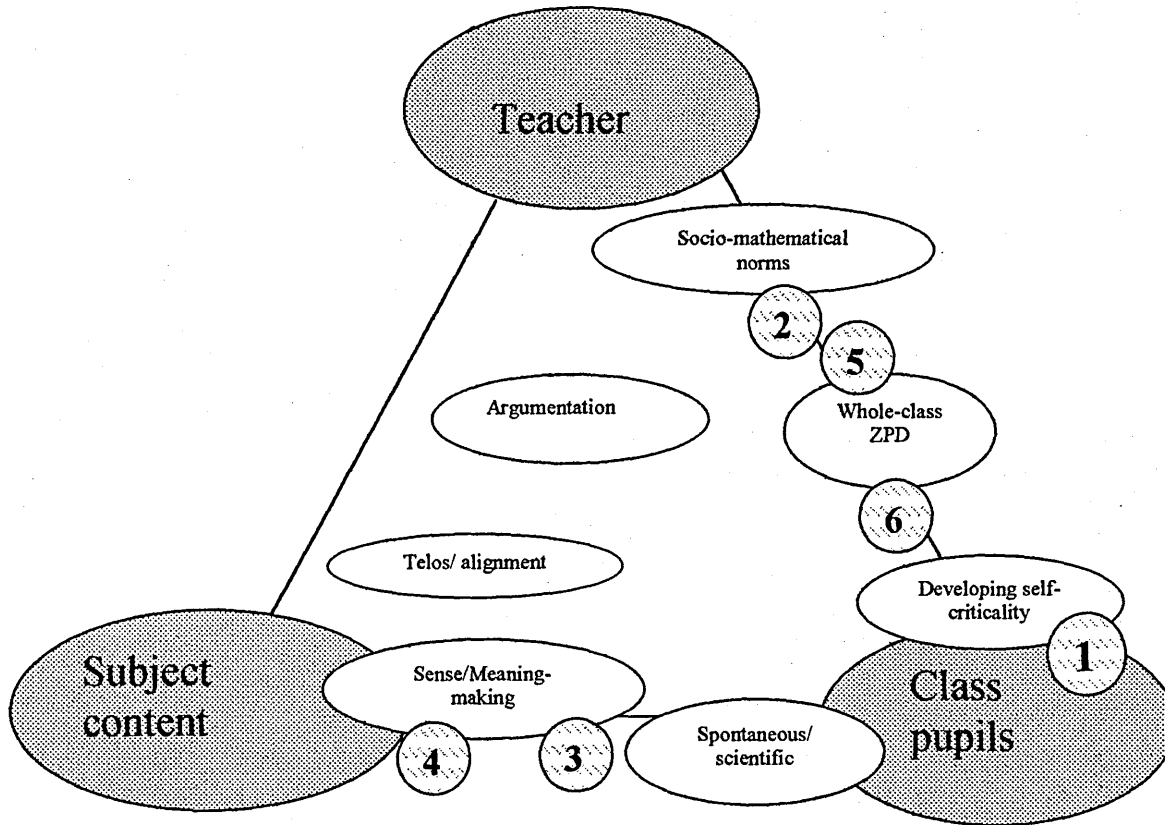 Teacher
Socio-mathematical
norms
2
5
Argumentation
Whole-class
ZPD
6
Telos/ alignment
Developing self-
criticality
1
Subject
content
Sense/Meaning-
making
Class
pupils
4
3
Spontaneous/
scientific